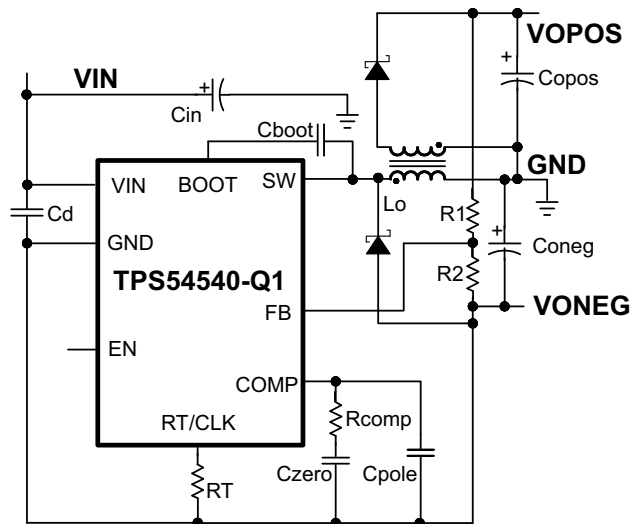 VOPOS
VIN
+
Copos
+
Cin
Cboot
GND
VIN
BOOT
SW
Lo
R1
Cd
GND
+
Coneg
TPS54540-Q1
R2
FB
VONEG
EN
COMP
Rcomp
RT/CLK
Czero
Cpole
RT